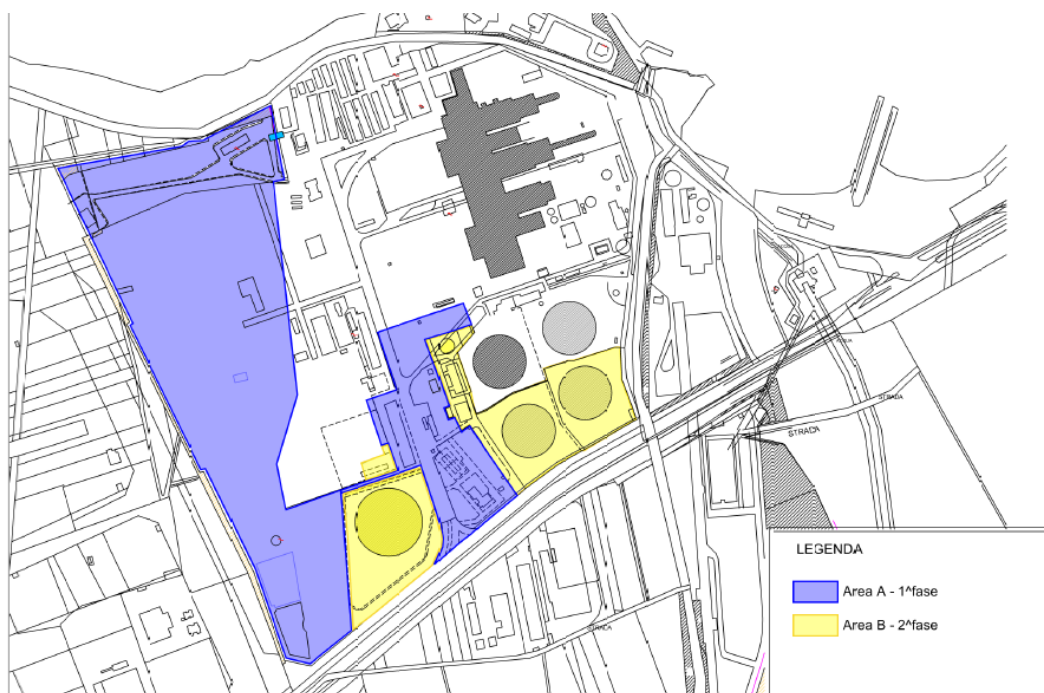 STRADA
STRADA
STRADA
LEGENDA
Area A - 1^fase
Area B - 2^fase